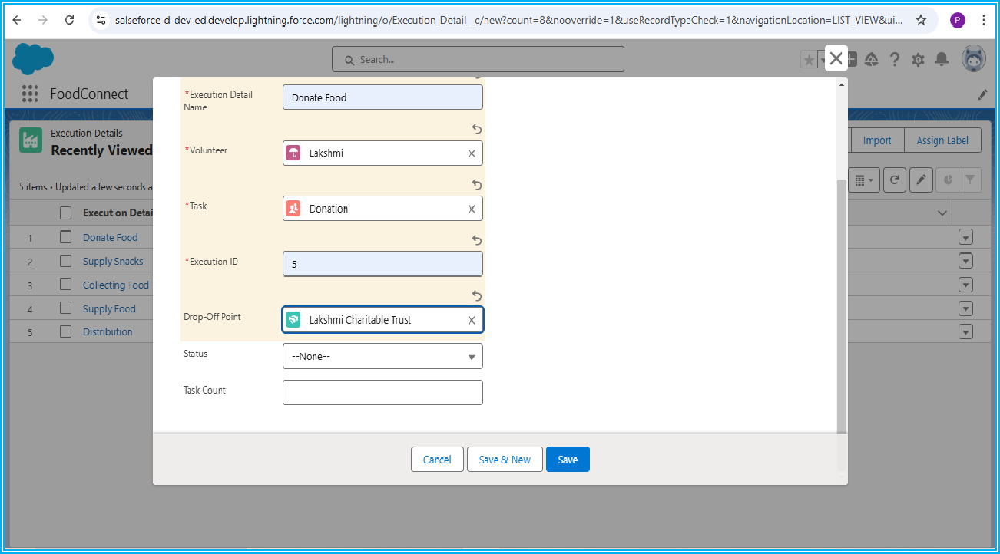 salseforce-d-dev-ed.develop.lightning.force.com/lightning/o/Execution_Detail__c/new?count=8&nooverride=1&useRecordTypeCheck=1&navigationLocation=LIST_VIEW&ui...
P
Search...
FoodConnect
Execution Details
Recently Viewed
Import
Assign Label
5 items • Updated a few seconds a
Execution Detai
1 Donate Food
2 Supply Snacks
3 Collecting Food
4 Supply Food
5 Distribution
*Execution Detail
Name
Donate Food
*Volunteer
Lakshmi
*Task
Donation
*Execution ID
5
Drop-Off Point
Lakshmi Charitable Trust
Status
--None--
Task Count
Cancel
Save & New
Save